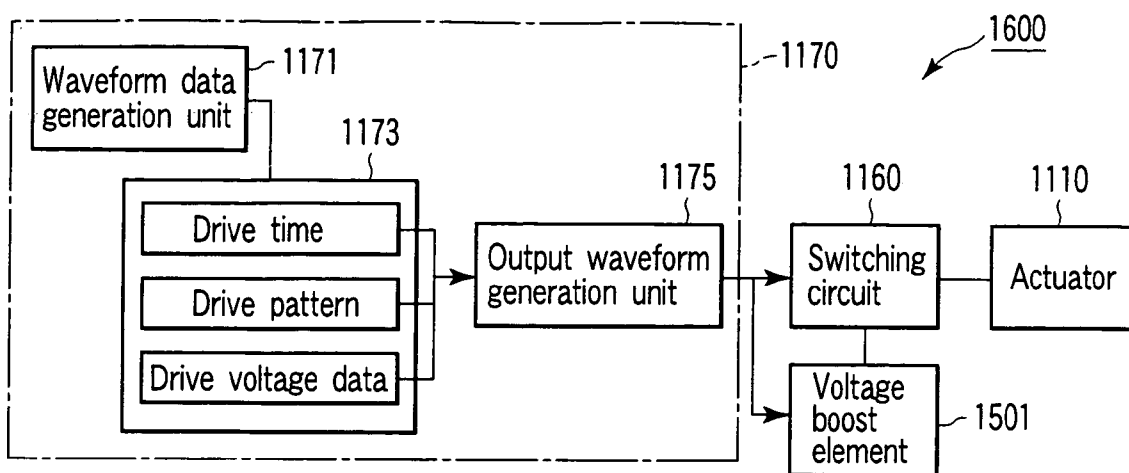 1600
1170
1171
Waveform data
generation unit
1173
Drive time
Drive pattern
Drive voltage data
1175
Output waveform
generation unit
1160
Switching
circuit
1110
Actuator
Voltage
boost
element
1501